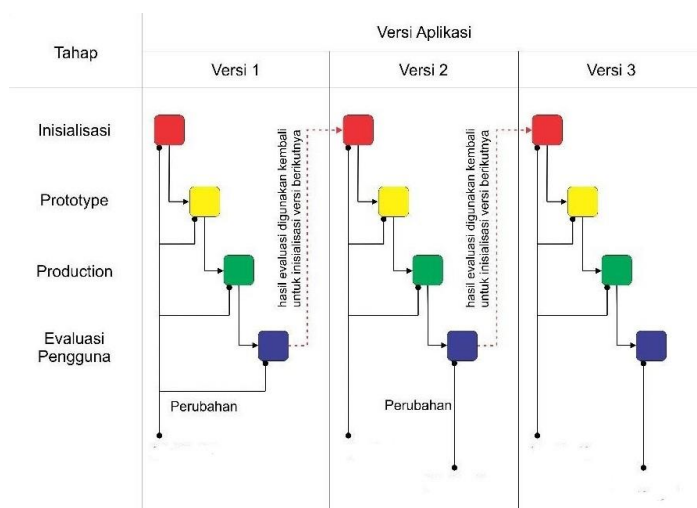 Tahap
Versi Aplikasi
Versi 1
Versi 2
Versi 3
Inisialisasi
Prototype
Production
Evaluasi
Pengguna
hasil evaluasi digunakan kembali
untuk inisialisasi versi berikutnya
hasil evaluasi digunakan kembali
untuk inisialisasi versi berikutnya
Perubahan
Perubahan